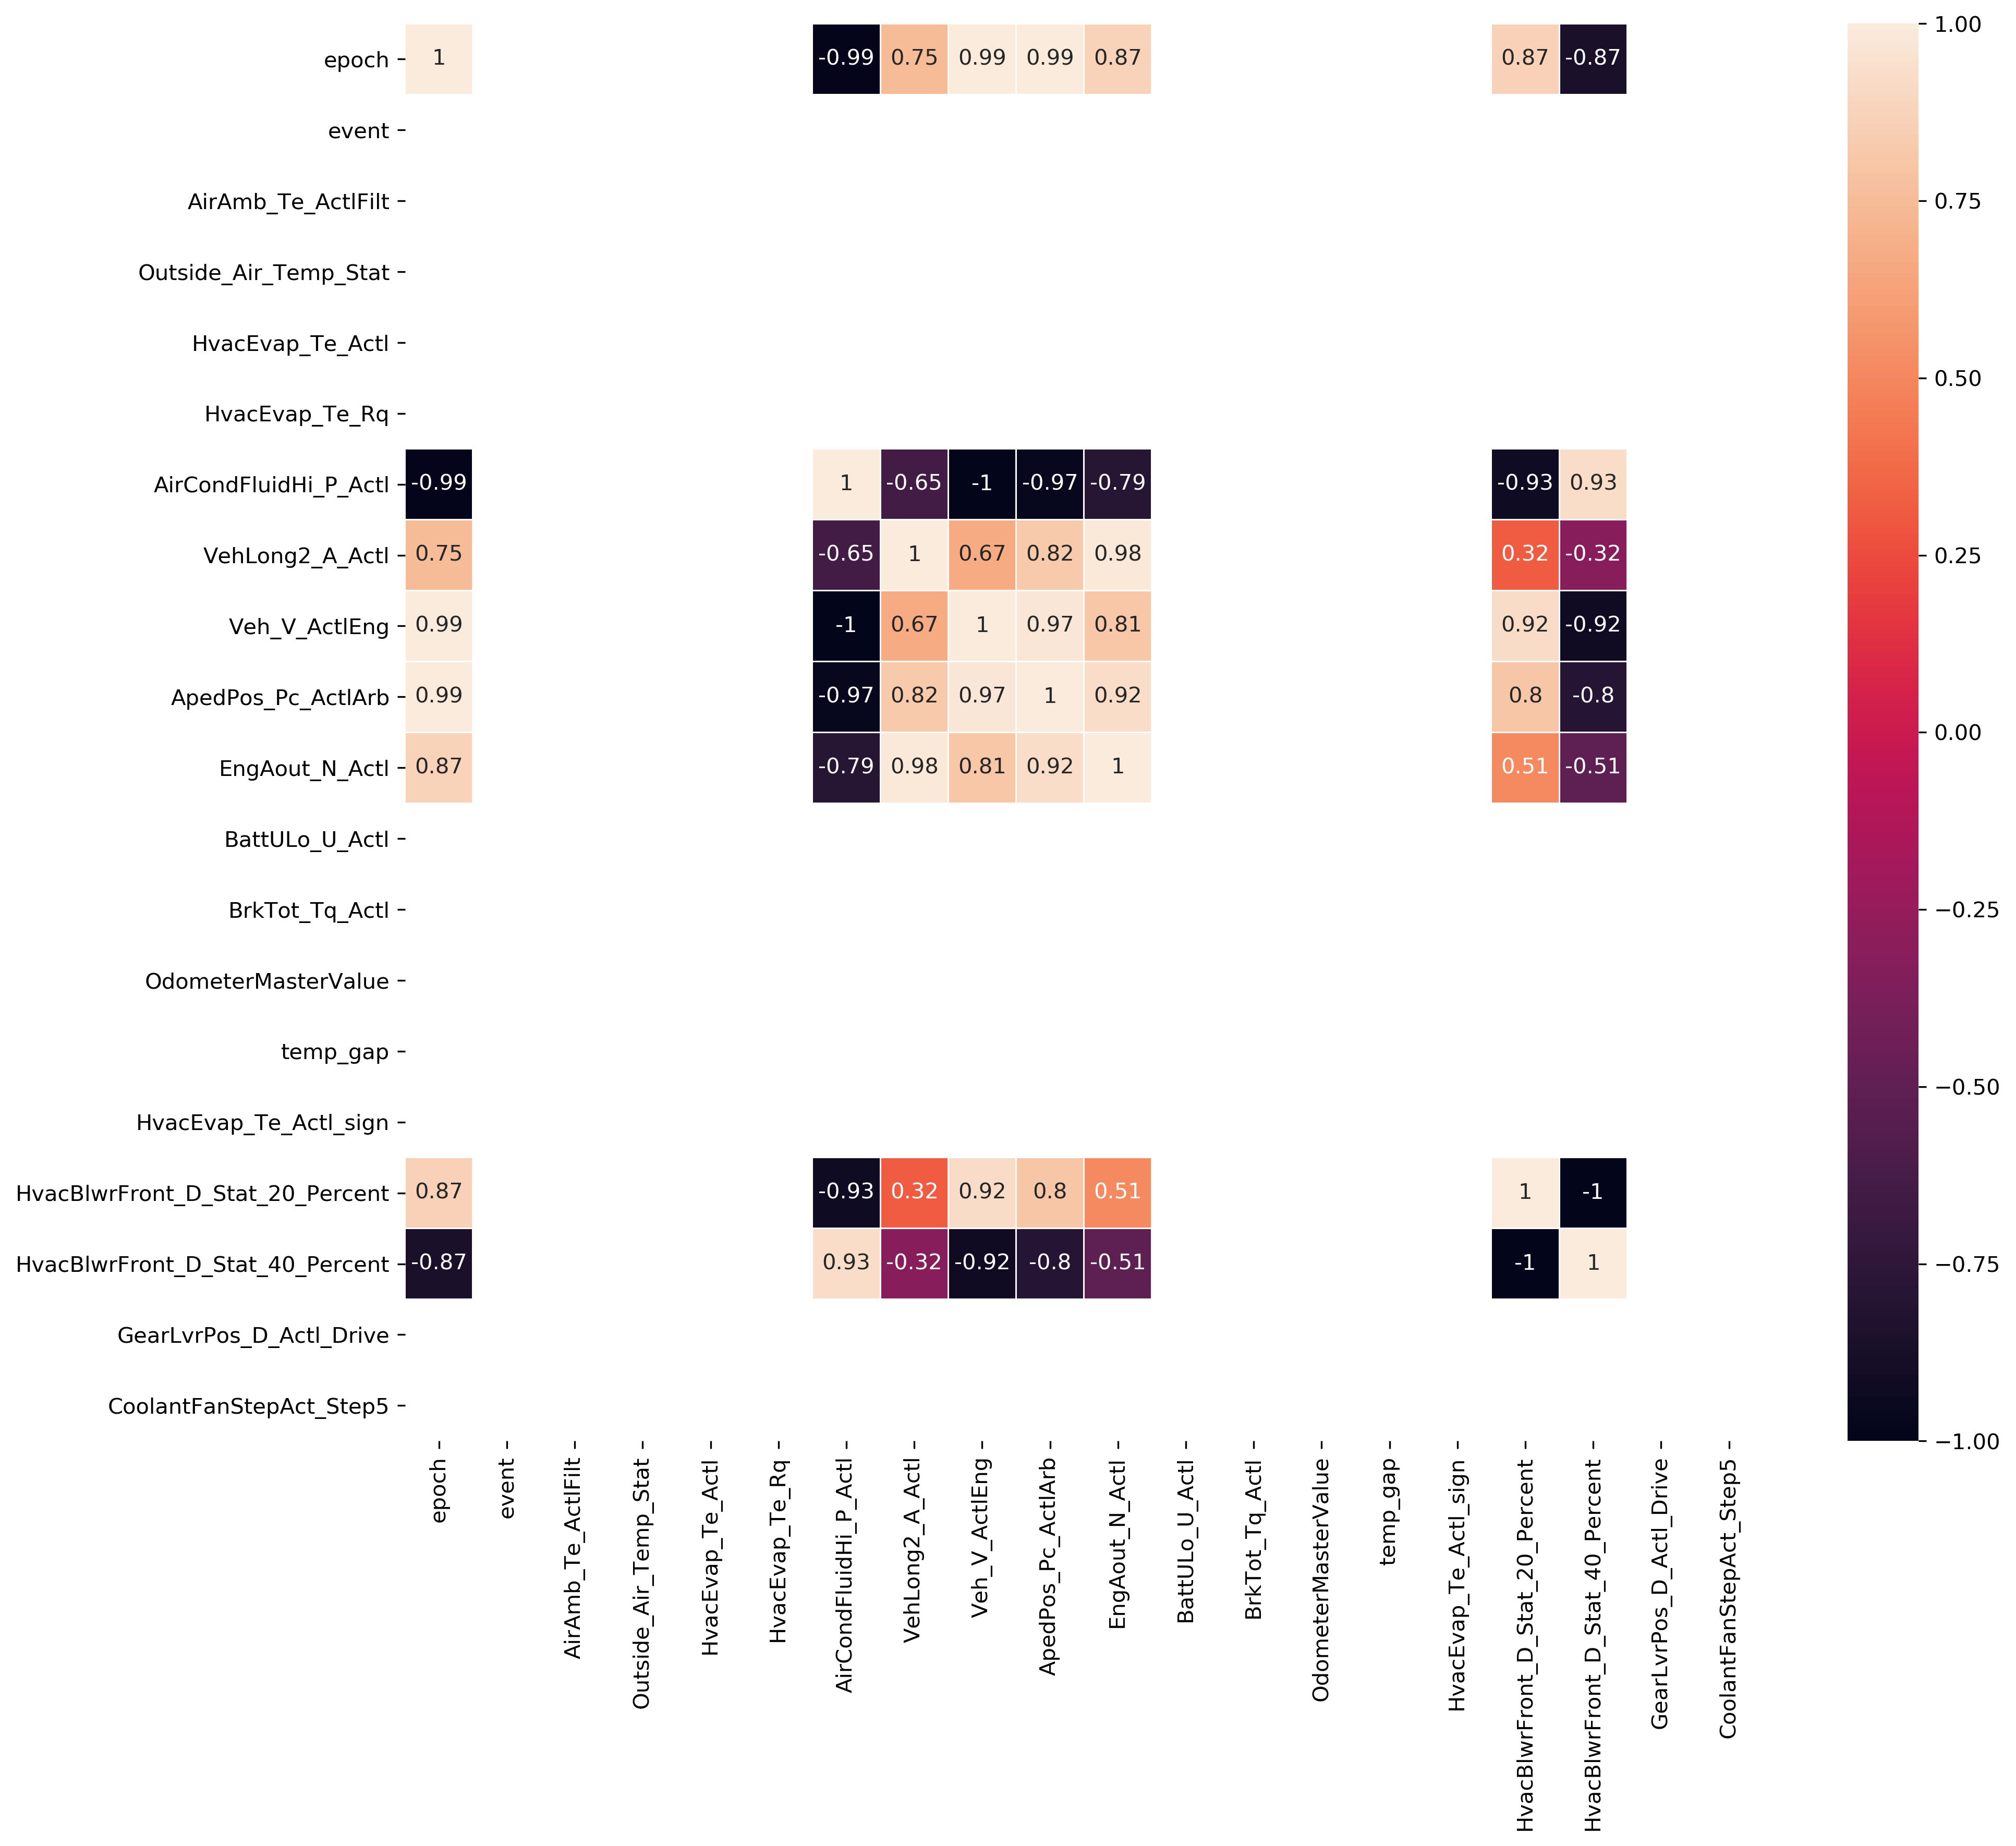 epoch 1 -0.99 0.75 0.99 0.99 0.87 0.87 -0.87
event
AirAmb_Te_ActlFilt
Outside_Air_Temp_Stat
HvacEvap_Te_Actl
HvacEvap_Te_Rq
AirCondFluidHi_P_Actl -0.99 1 -0.65 -1 -0.97 -0.79 -0.93 0.93
VehLong2_A_Actl 0.75 -0.65 1 0.67 0.82 0.98 0.32 -0.32
Veh_V_ActlEng 0.99 -1 0.67 1 0.97 0.81 0.92 -0.92
ApedPos_Pc_ActlArb 0.99 -0.97 0.82 0.97 1 0.92 0.8 -0.8
EngAout_N_Actl 0.87 -0.79 0.98 0.81 0.92 1 0.51 -0.51
BattULo_U_Actl
BrkTot_Tq_Actl
OdometerMasterValue
temp_gap
HvacEvap_Te_Actl_sign
HvacBlwrFront_D_Stat_20_Percent 0.87 -0.93 0.32 0.92 0.8 0.51 1 -1
HvacBlwrFront_D_Stat_40_Percent -0.87 0.93 -0.32 -0.92 -0.8 -0.51 -1 1
GearLvrPos_D_Actl_Drive
CoolantFanStepAct_Step5
epoch
event
AirAmb_Te_ActlFilt
Outside_Air_Temp_Stat
HvacEvap_Te_Actl
HvacEvap_Te_Rq
AirCondFluidHi_P_Actl
VehLong2_A_Actl
Veh_V_ActlEng
ApedPos_Pc_ActlArb
EngAout_N_Actl
BattULo_U_Actl
BrkTot_Tq_Actl
OdometerMasterValue
temp_gap
HvacEvap_Te_Actl_sign
HvacBlwrFront_D_Stat_20_Percent
HvacBlwrFront_D_Stat_40_Percent
GearLvrPos_D_Actl_Drive
CoolantFanStepAct_Step5
1.00
0.75
0.50
0.25
0.00
−0.25
−0.50
−0.75
−1.00